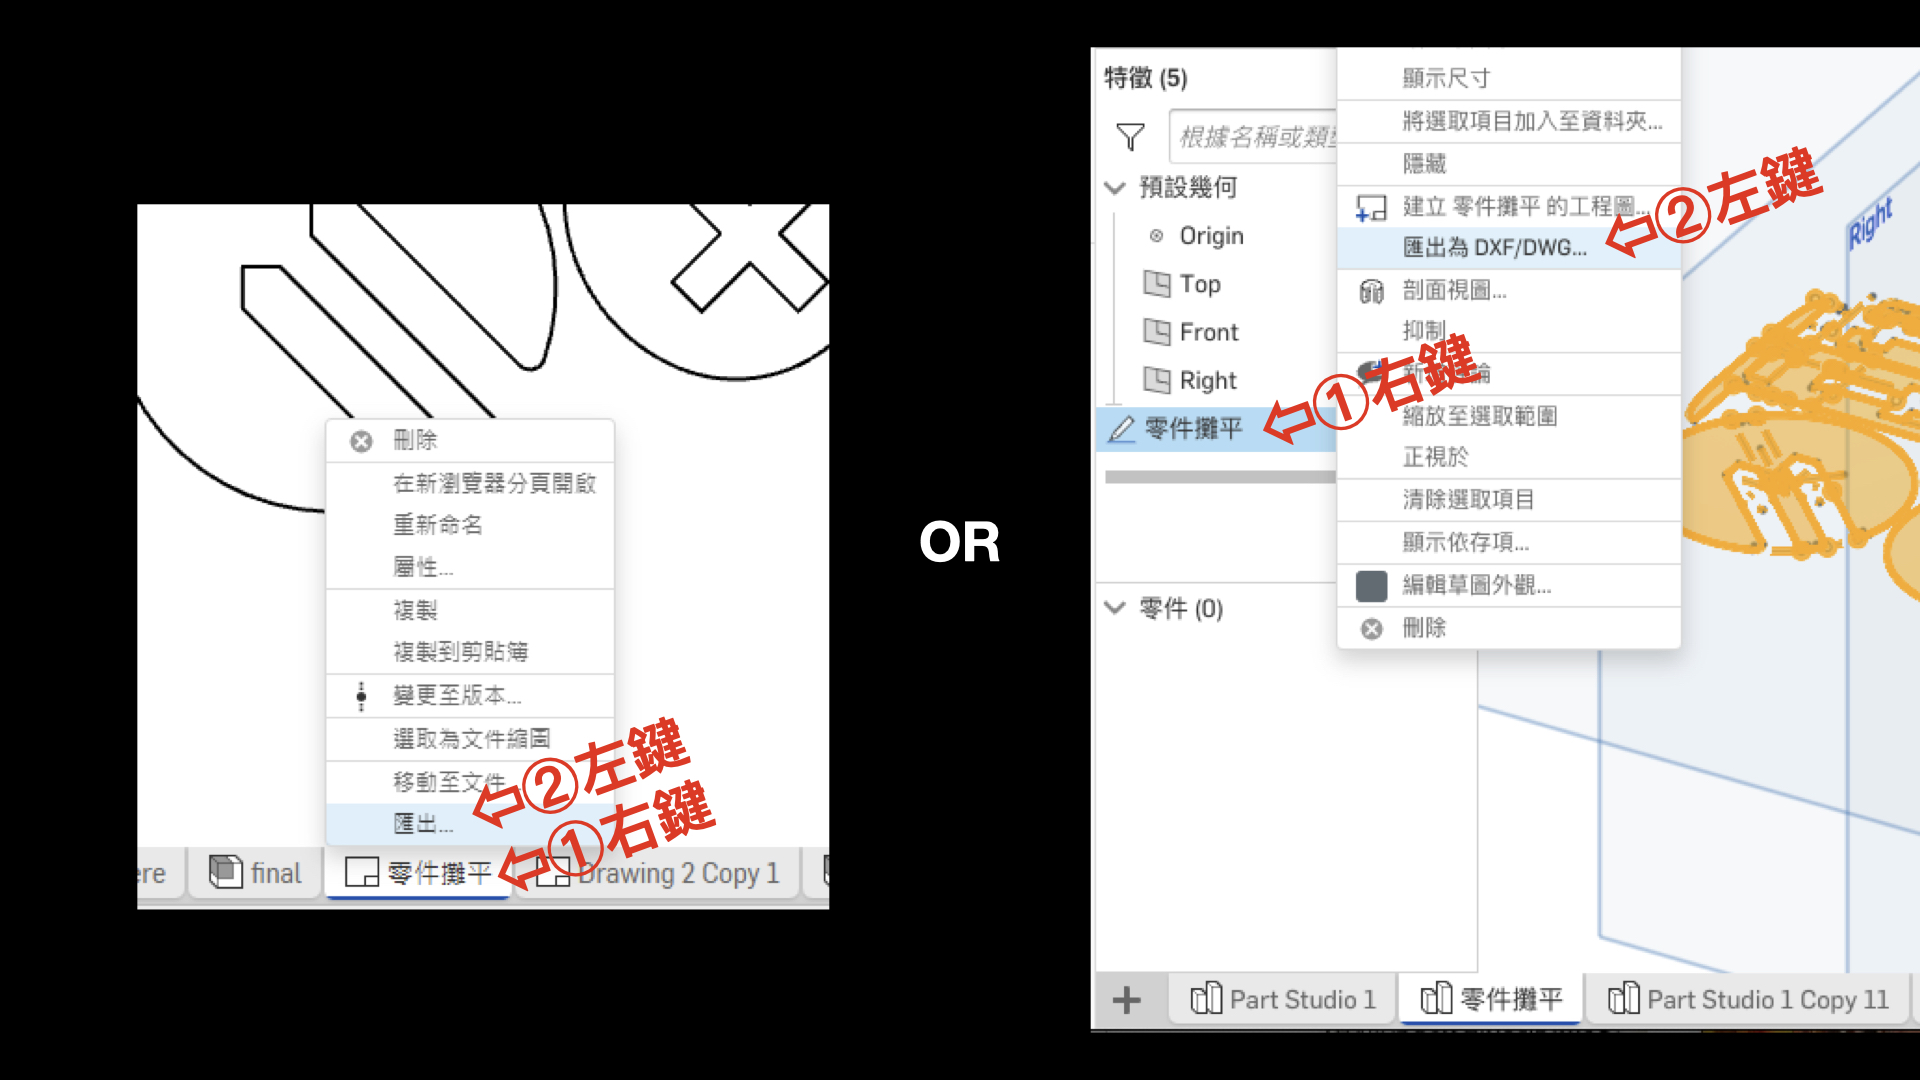 刪除
在新瀏覽器分頁開啟
重新命名
屬性...
複製
複製到剪貼簿
變更至版本...
選取為文件縮圖
移動至文件
匯出...
②左鍵
①右鍵
ere
final
零件攤平
Drawing 2 Copy 1
OR
特徵 (5)
根據名稱或類
預設幾何
Origin
Top
Front
Right
零件攤平
零件 (0)
顯示尺寸
將選取項目加入至資料夾...
隱藏
建立 零件攤平 的工程圖...
匯出為 DXF/DWG...
剖面視圖...
抑制
縮放至選取範圍
正視於
清除選取項目
顯示依存項...
編輯草圖外觀...
刪除
②左鍵
①右鍵
Right
Part Studio 1
零件攤平
Part Studio 1 Copy 11